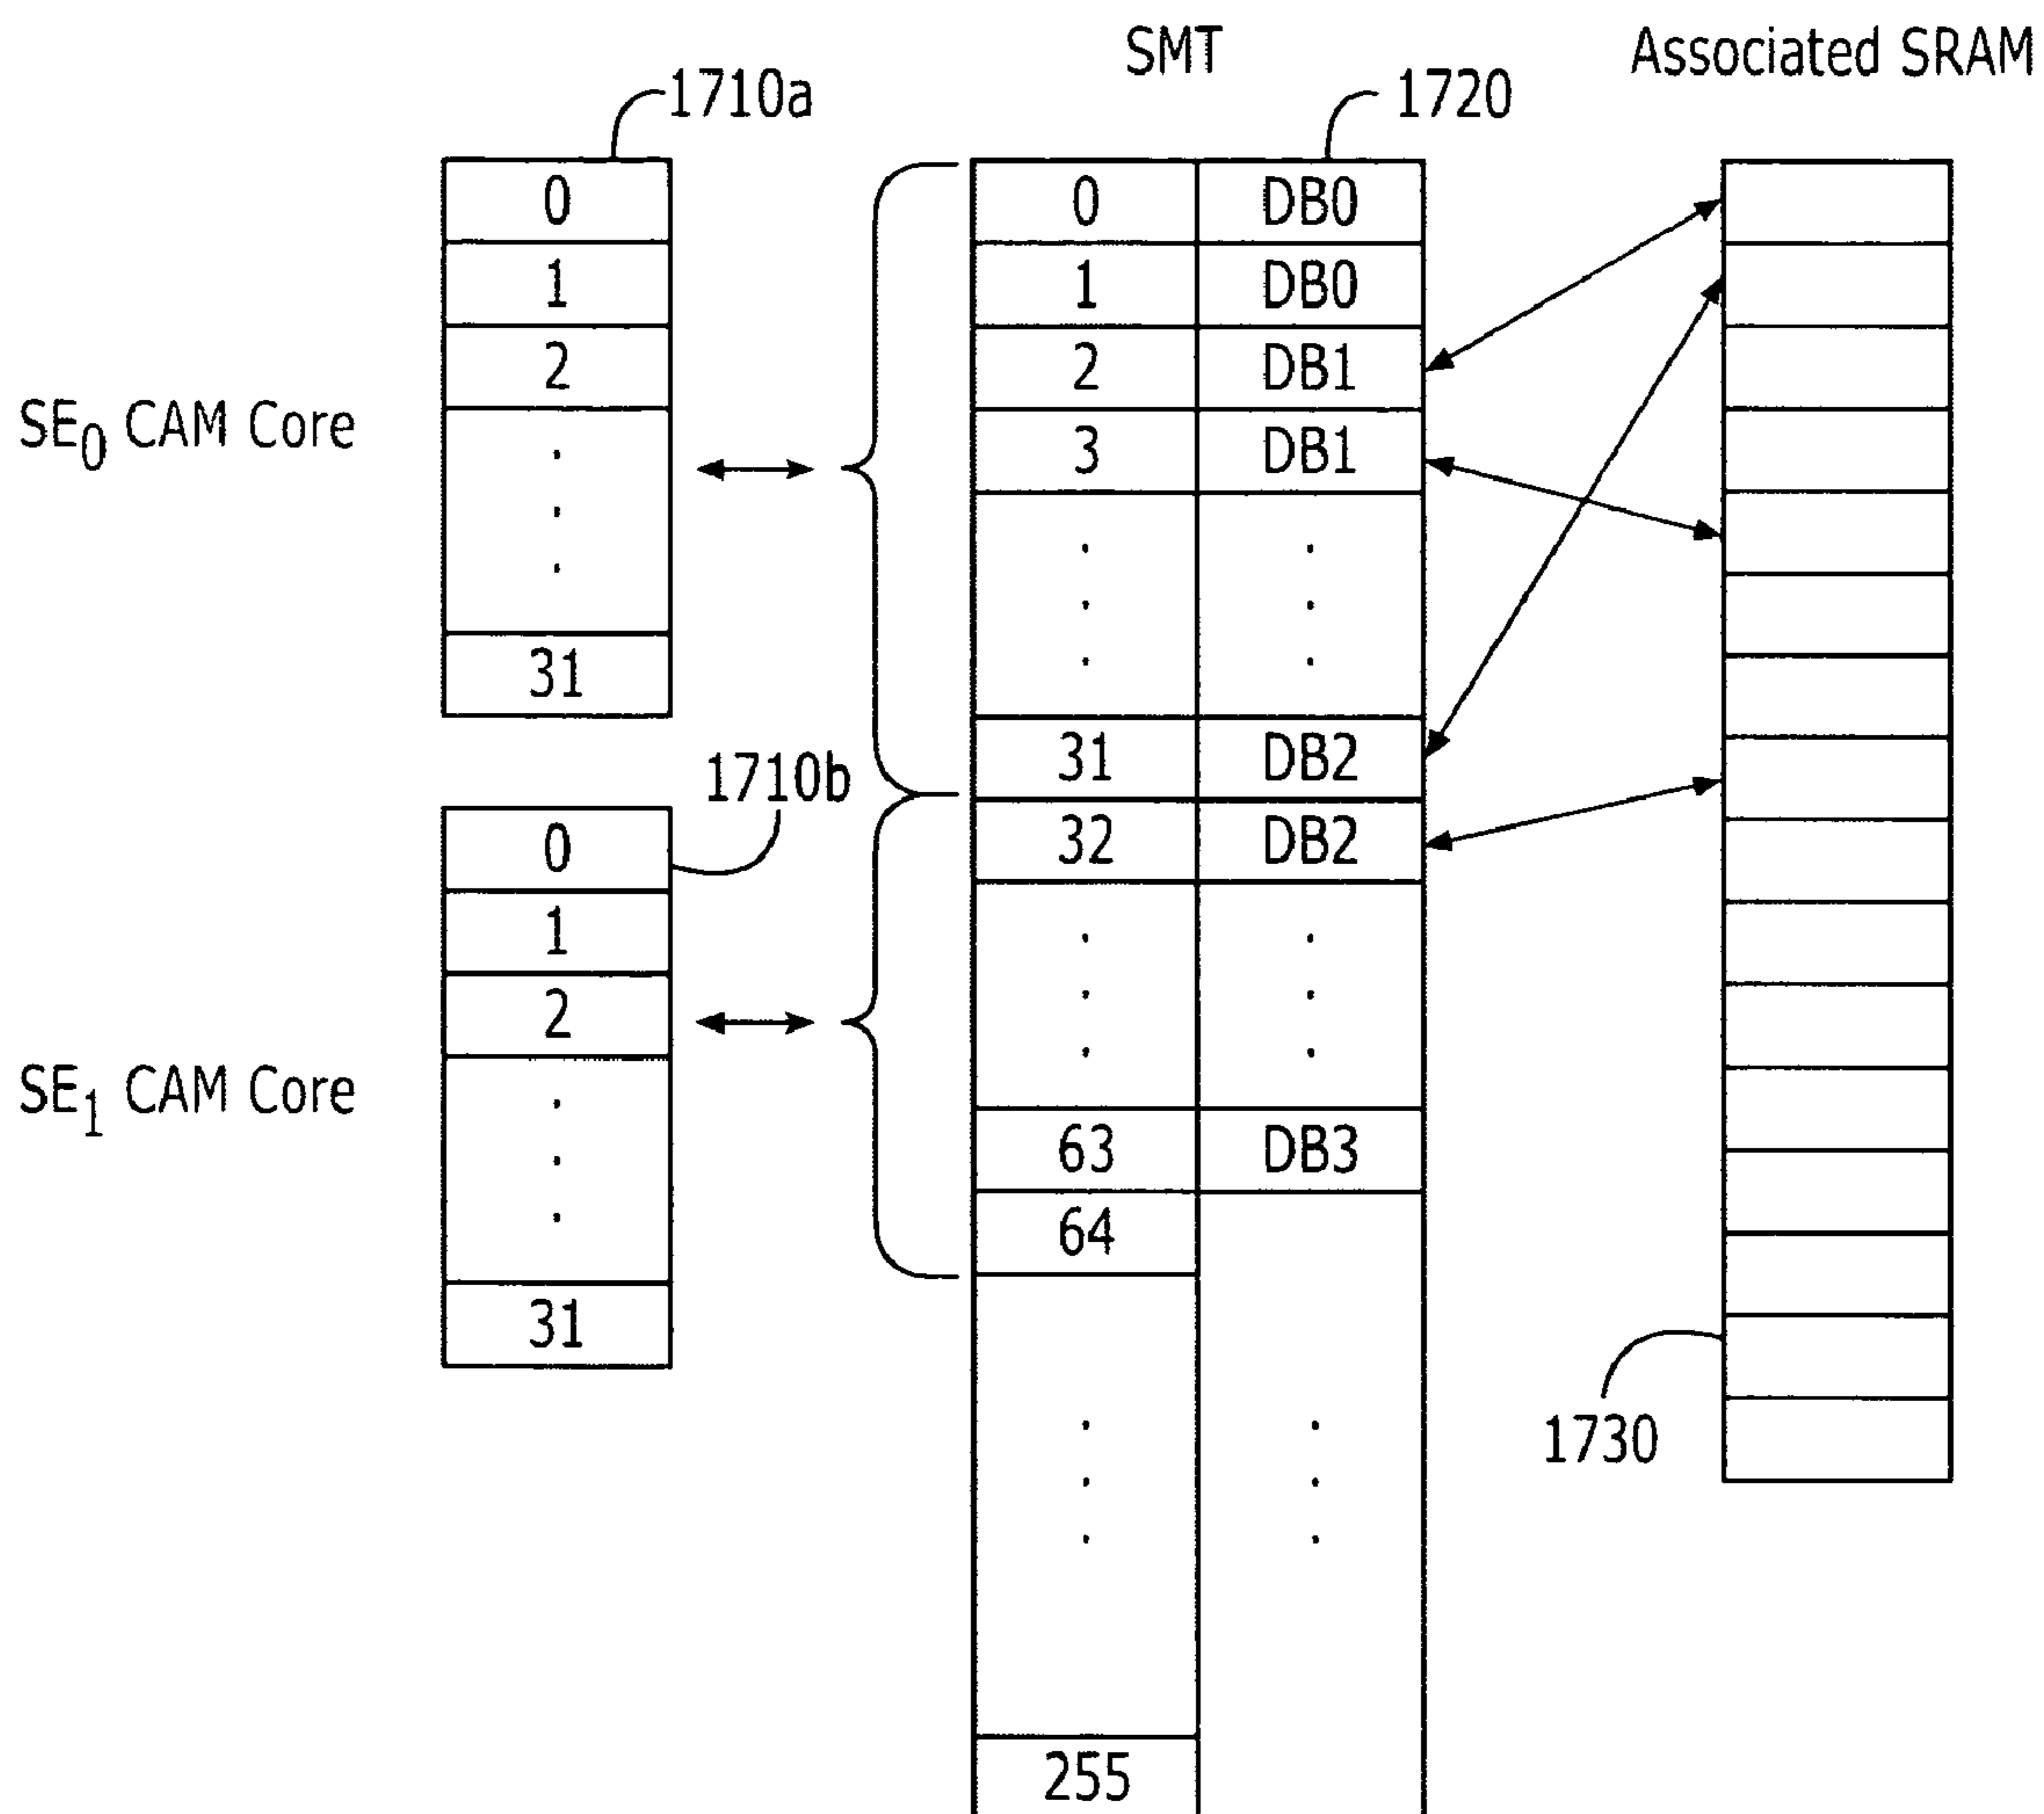 SMT
Associated SRAM
1710a
1720
0
1
2
.
.
.
31
SE0 CAM Core
1710b
0
1
2
.
.
.
31
SE1 CAM Core
0 DB0
1 DB0
2 DB1
3 DB1
. .
. .
. .
31 DB2
32 DB2
. .
. .
. .
63 DB3
64
. .
. .
. .
255
1730